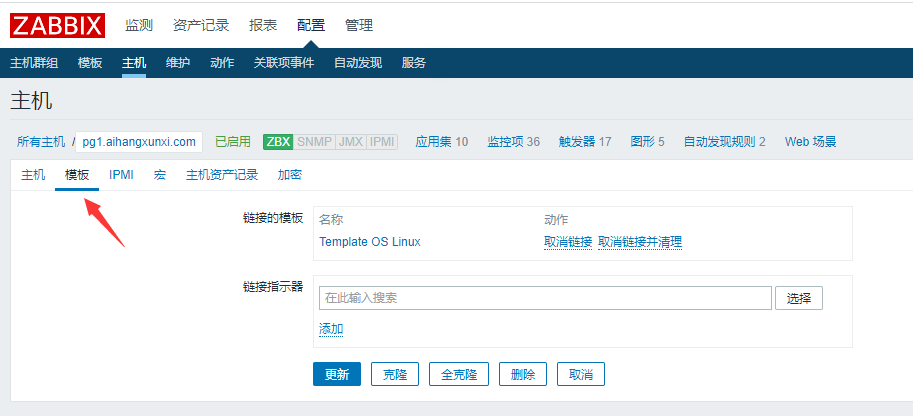 ZABBIX 监测 资产记录 报表 配置 管理
主机群组 模板 主机 维护 动作 关联项事件 自动发现 服务
主机
所有主机 / pg1.aihangxunxi.com 已启用 ZBX SNMP JMX IPMI 应用集 10 监控项 36 触发器 17 图形 5 自动发现规则 2 Web 场景
主机 模板 IPMI 宏 主机资产记录 加密
链接的模板 名称 动作
Template OS Linux 取消链接 取消链接并清理
链接指示器 在此输入搜索 选择
添加
更新 克隆 全克隆 删除 取消